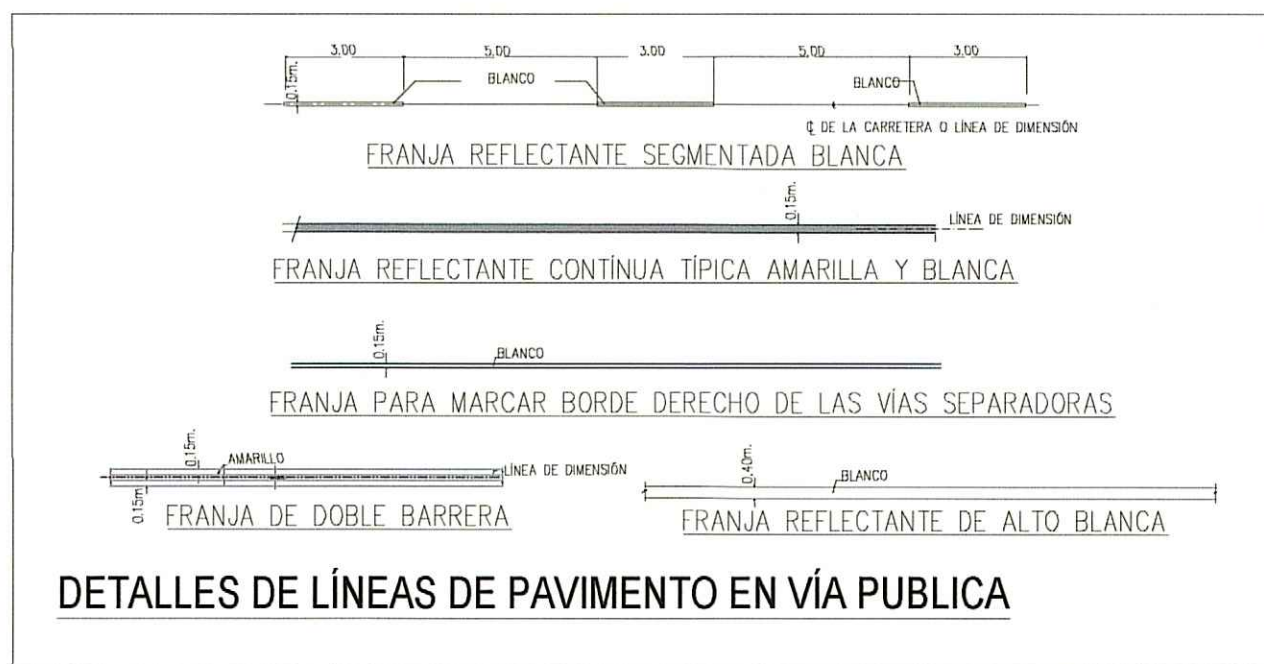 3.00 5.00 3.00 5.00 3.00
0.15m.
BLANCO BLANCO
℄ DE LA CARRETERA O LÍNEA DE DIMENSIÓN
FRANJA REFLECTANTE SEGMENTADA BLANCA
0.15m.
LÍNEA DE DIMENSIÓN
FRANJA REFLECTANTE CONTÍNUA TÍPICA AMARILLA Y BLANCA
0.15m.
BLANCO
FRANJA PARA MARCAR BORDE DERECHO DE LAS VÍAS SEPARADORAS
0.15m.
AMARILLO
LÍNEA DE DIMENSIÓN
0.15m
FRANJA DE DOBLE BARRERA
0.40m.
BLANCO
FRANJA REFLECTANTE DE ALTO BLANCA
DETALLES DE LÍNEAS DE PAVIMENTO EN VÍA PUBLICA